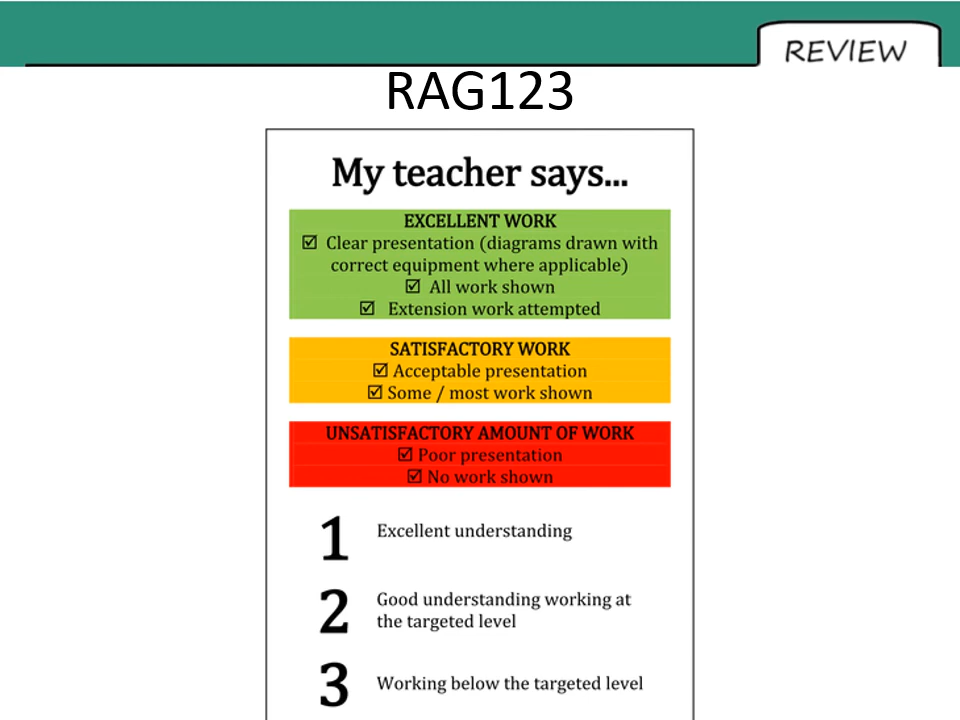 REVIEW
RAG123
My teacher says...
EXCELLENT WORK
☑ Clear presentation (diagrams drawn with
correct equipment where applicable)
☑ All work shown
☑ Extension work attempted
SATISFACTORY WORK
☑ Acceptable presentation
☑ Some / most work shown
UNSATISFACTORY AMOUNT OF WORK
☑ Poor presentation
☑ No work shown
1 Excellent understanding
2 Good understanding working at
the targeted level
3 Working below the targeted level